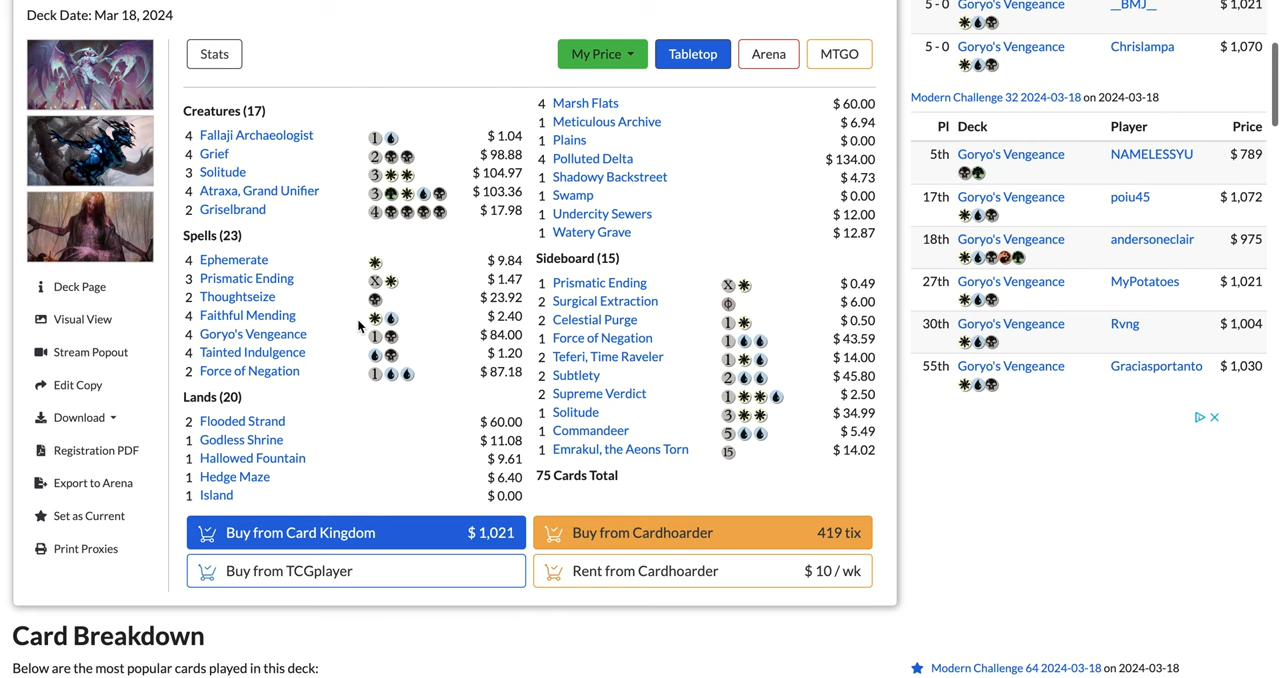 Deck Date: Mar 18, 2024
Stats
My Price
Tabletop
Arena
MTGO
Creatures (17)
4 Fallaji Archaeologist 1 $ 1.04
4 Grief 2 $ 98.88
3 Solitude 3 $ 104.97
4 Atraxa, Grand Unifier 3 $ 103.36
2 Griselbrand 4 $ 17.98
Spells (23)
4 Ephemerate $ 9.84
3 Prismatic Ending X $ 1.47
2 Thoughtseize $ 23.92
4 Faithful Mending $ 2.40
4 Goryo's Vengeance 1 $ 84.00
4 Tainted Indulgence $ 1.20
2 Force of Negation 1 $ 87.18
Lands (20)
2 Flooded Strand $ 60.00
1 Godless Shrine $ 11.08
1 Hallowed Fountain $ 9.61
1 Hedge Maze $ 6.40
1 Island $ 0.00
4 Marsh Flats $ 60.00
1 Meticulous Archive $ 6.94
1 Plains $ 0.00
4 Polluted Delta $ 134.00
1 Shadowy Backstreet $ 4.73
1 Swamp $ 0.00
1 Undercity Sewers $ 12.00
1 Watery Grave $ 12.87
Sideboard (15)
1 Prismatic Ending X $ 0.49
2 Surgical Extraction $ 6.00
2 Celestial Purge 1 $ 0.50
1 Force of Negation 1 $ 43.59
2 Teferi, Time Raveler 1 $ 14.00
2 Subtlety 2 $ 45.80
2 Supreme Verdict 1 $ 2.50
1 Solitude 3 $ 34.99
1 Commandeer 5 $ 5.49
1 Emrakul, the Aeons Torn 15 $ 14.02
75 Cards Total
Deck Page
Visual View
Stream Popout
Edit Copy
Download
Registration PDF
Export to Arena
Set as Current
Print Proxies
Buy from Card Kingdom $ 1,021
Buy from Cardhoarder 419 tix
Buy from TCGplayer
Rent from Cardhoarder $ 10 / wk
Card Breakdown
Below are the most popular cards played in this deck:
5 - 0 Goryo's Vengeance __BMJ__ $ 1,021
5 - 0 Goryo's Vengeance Chrislampa $ 1,070
Modern Challenge 32 2024-03-18 on 2024-03-18
Pl Deck Player Price
5th Goryo's Vengeance NAMELESSYU $ 789
17th Goryo's Vengeance poiu45 $ 1,072
18th Goryo's Vengeance andersoneclair $ 975
27th Goryo's Vengeance MyPotatoes $ 1,021
30th Goryo's Vengeance Rvng $ 1,004
55th Goryo's Vengeance Graciasportanto $ 1,030
Modern Challenge 64 2024-03-18 on 2024-03-18